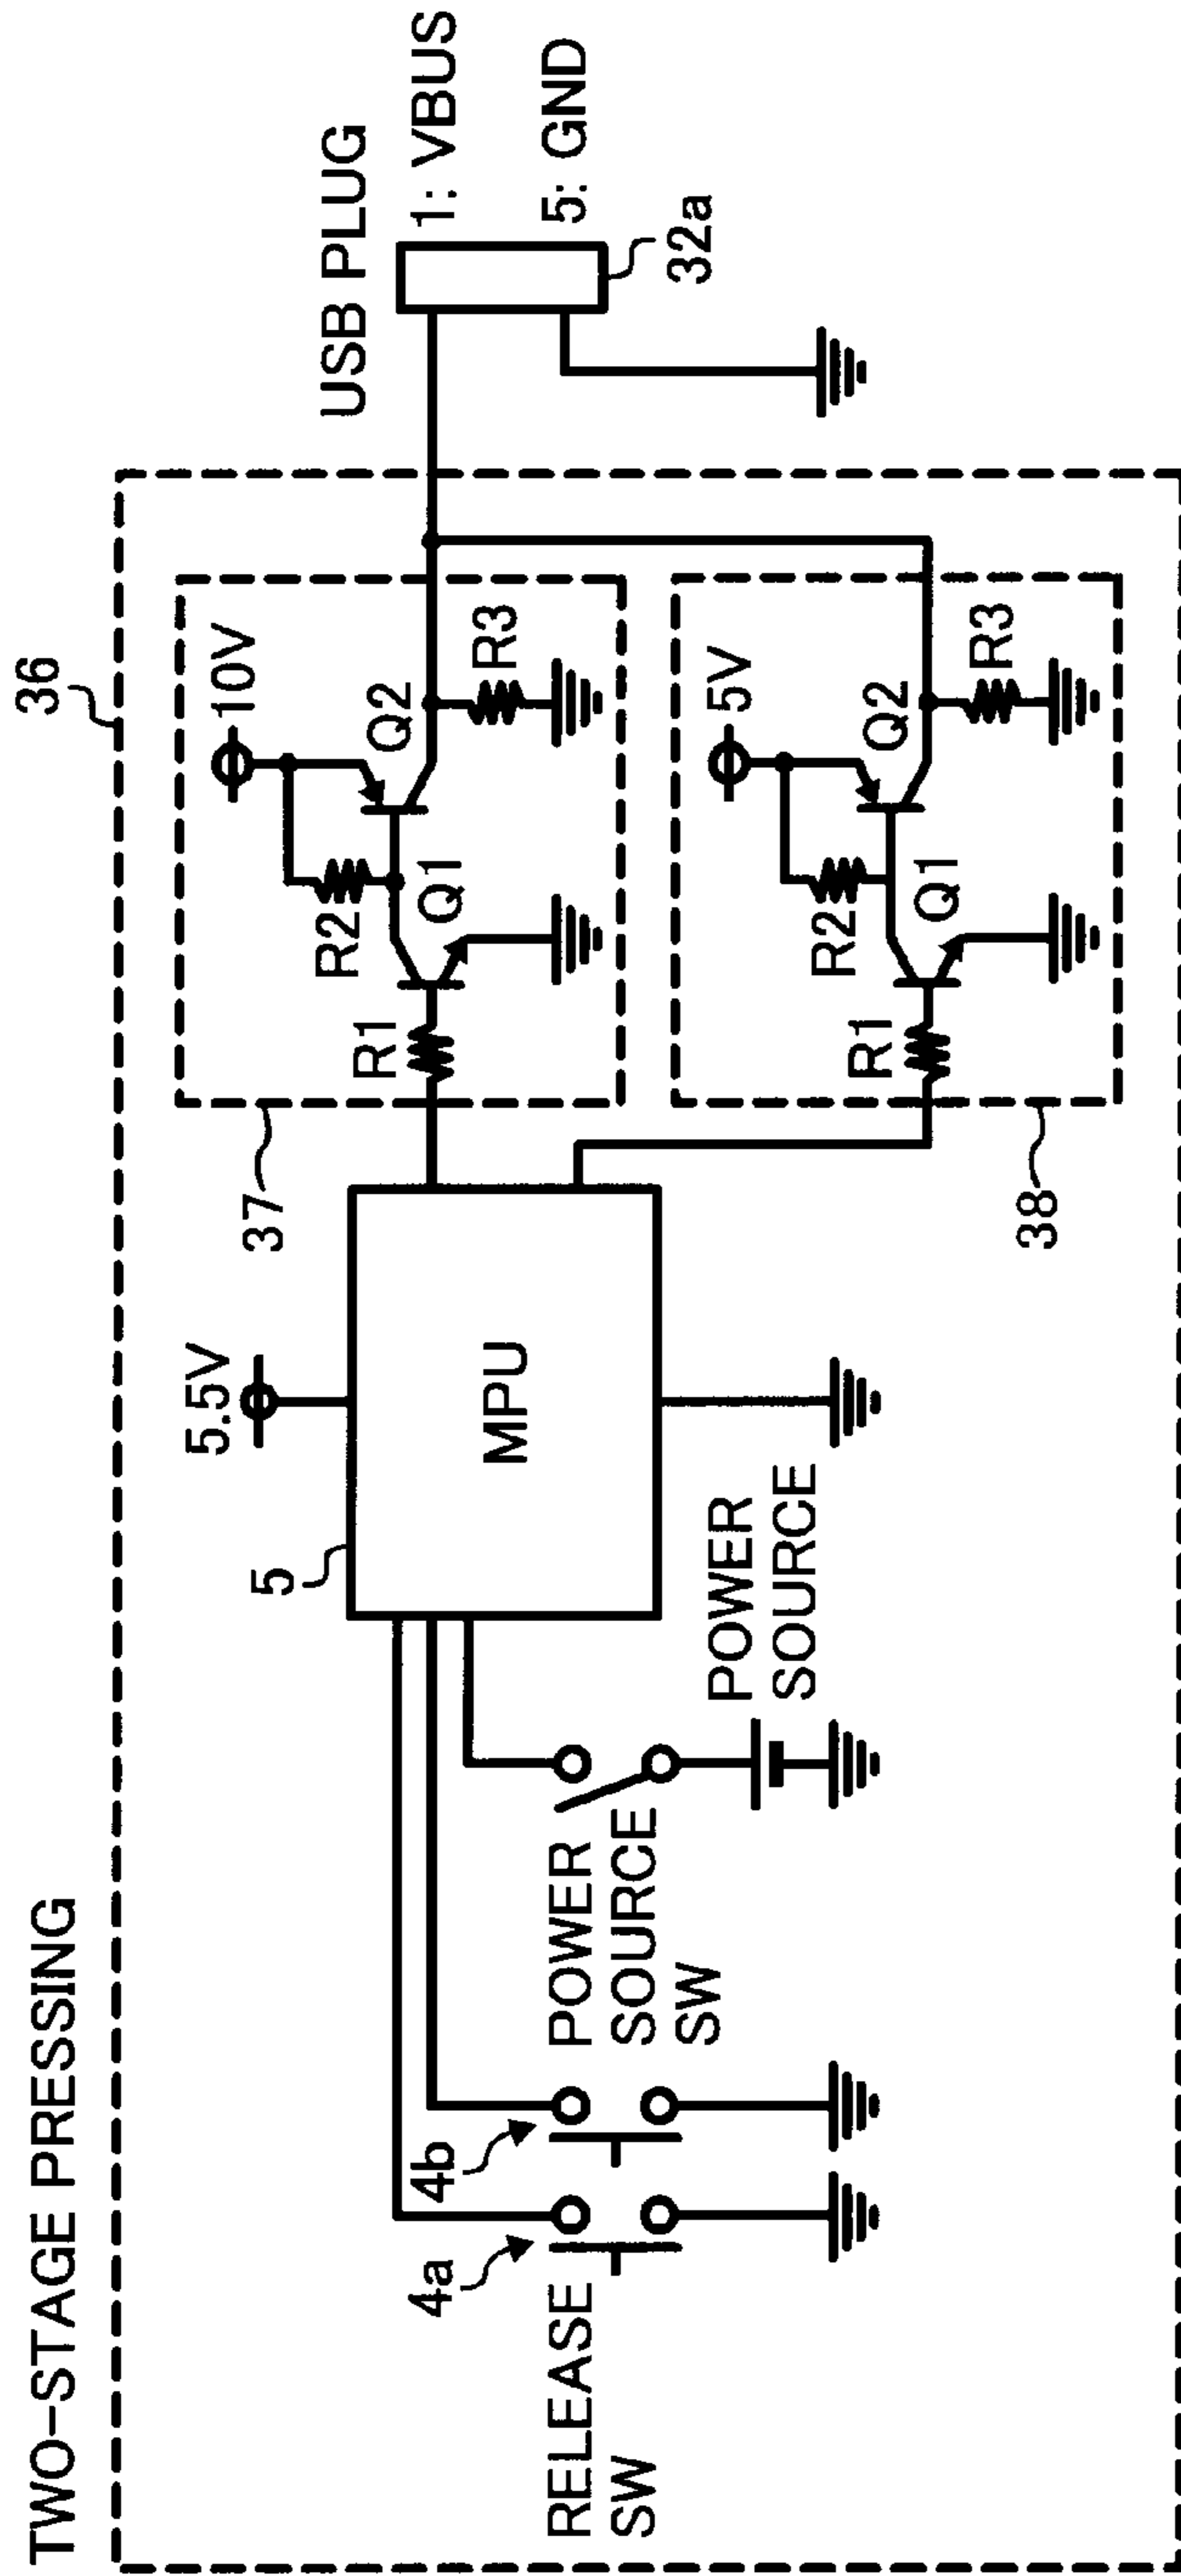 TWO-STAGE PRESSING
36
USB PLUG
1: VBUS
5: GND
32a
37
10V
R1
R2
Q1
Q2
R3
38
5V
R1
R2
Q1
Q2
R3
5.5V
5
MPU
4a
4b
RELEASE
SW
POWER
SOURCE
SW
POWER
SOURCE